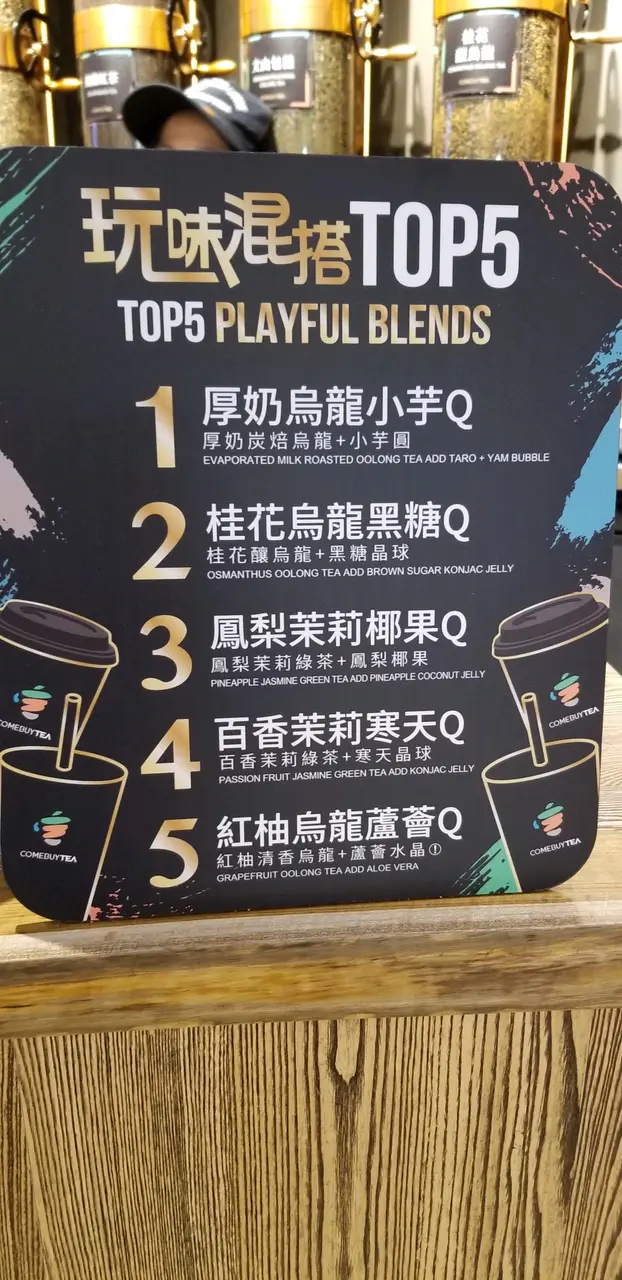 玩味混搭TOP5
TOP5 PLAYFUL BLENDS
1 厚奶烏龍小芋Q
厚奶炭焙烏龍+小芋圓
EVAPORATED MILK ROASTED OOLONG TEA ADD TARO + YAM BUBBLE
2 桂花烏龍黑糖Q
桂花釀烏龍+黑糖晶球
OSMANTHUS OOLONG TEA ADD BROWN SUGAR KONJAC JELLY
3 鳳梨茉莉椰果Q
鳳梨茉莉綠茶+鳳梨椰果
PINEAPPLE JASMINE GREEN TEA ADD PINEAPPLE COCONUT JELLY
4 百香茉莉寒天Q
百香茉莉綠茶+寒天晶球
PASSION FRUIT JASMINE GREEN TEA ADD KONJAC JELLY
5 紅柚烏龍蘆薈Q
紅柚清香烏龍+蘆薈水晶!
GRAPEFRUIT OOLONG TEA ADD ALOE VERA
COMEBUYTEA
COMEBUYTEA
COMEBUYTEA
COMEBUYTEA